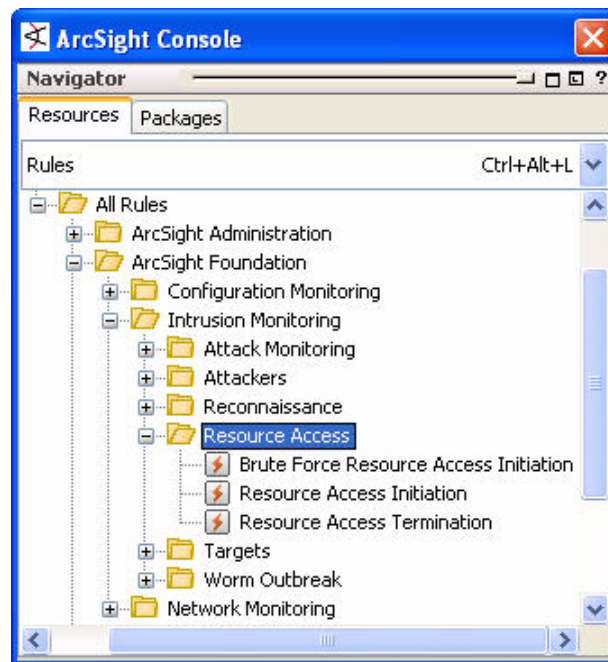 ArcSight Console
Navigator ?
Resources Packages
Rules Ctrl+Alt+L
All Rules
ArcSight Administration
ArcSight Foundation
Configuration Monitoring
Intrusion Monitoring
Attack Monitoring
Attackers
Reconnaissance
Resource Access
Brute Force Resource Access Initiation
Resource Access Initiation
Resource Access Termination
Targets
Worm Outbreak
Network Monitoring